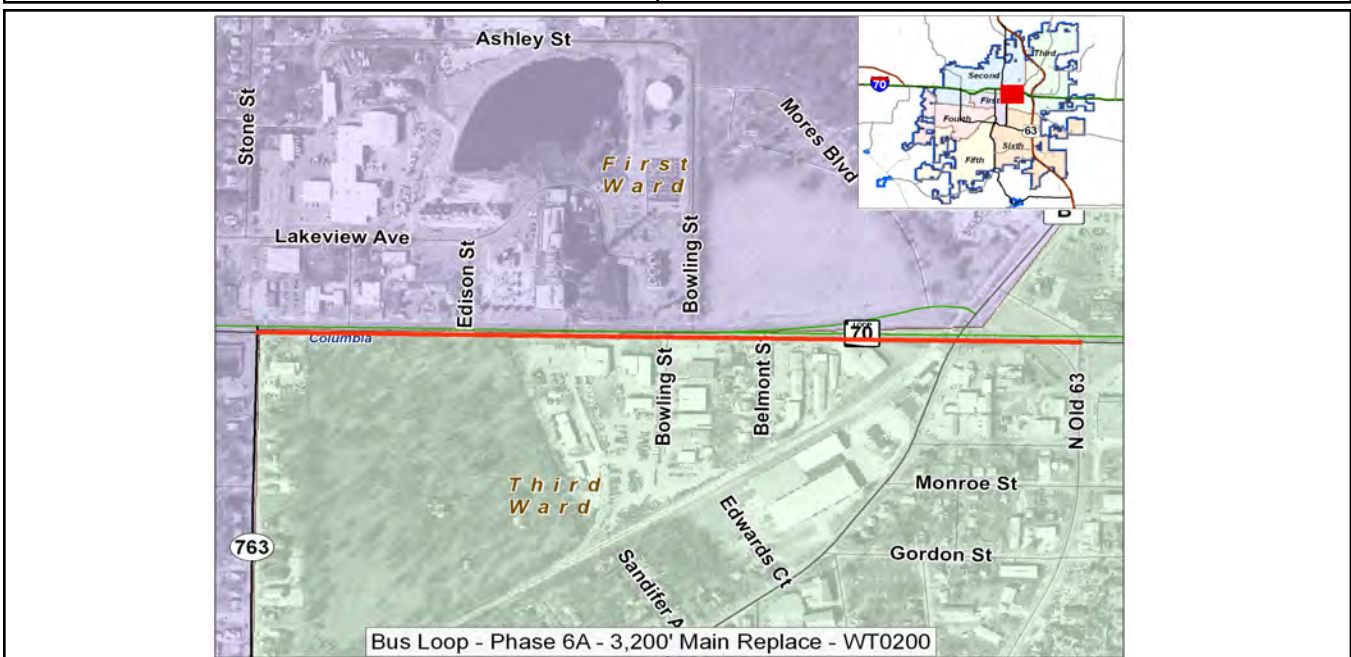 Ashley St
Stone St
Mores Blvd
First
Ward
Lakeview Ave
Edison St
Bowling St
Second
Third
70
First
Fourth
63
Sixth
Fifth
B
Columbia
LOOP
70
Bowling St
Belmont S
N Old 63
Third
Ward
Monroe St
763
Edwards Ct
Gordon St
Sandifer A
Bus Loop - Phase 6A - 3,200' Main Replace - WT0200